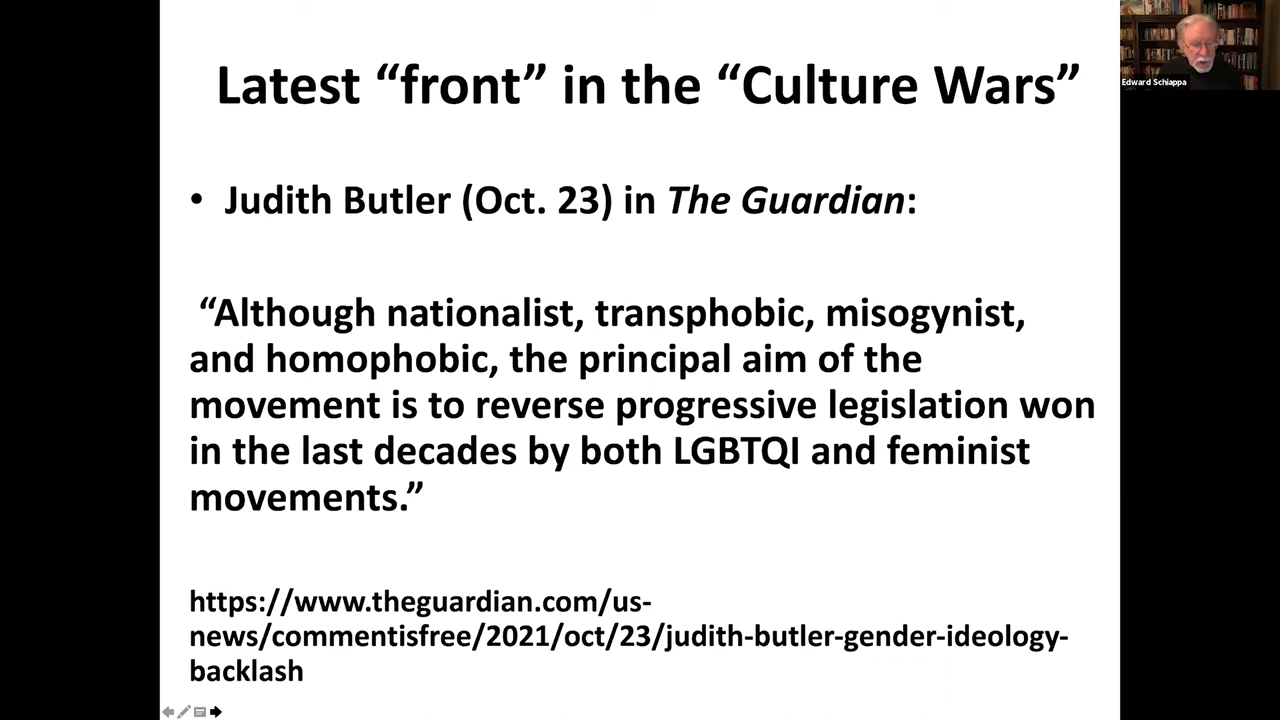 Latest “front” in the “Culture Wars”
Edward Schiappa
• Judith Butler (Oct. 23) in The Guardian:
“Although nationalist, transphobic, misogynist,
and homophobic, the principal aim of the
movement is to reverse progressive legislation won
in the last decades by both LGBTQI and feminist
movements.”
https://www.theguardian.com/us-
news/commentisfree/2021/oct/23/judith-butler-gender-ideology-
backlash